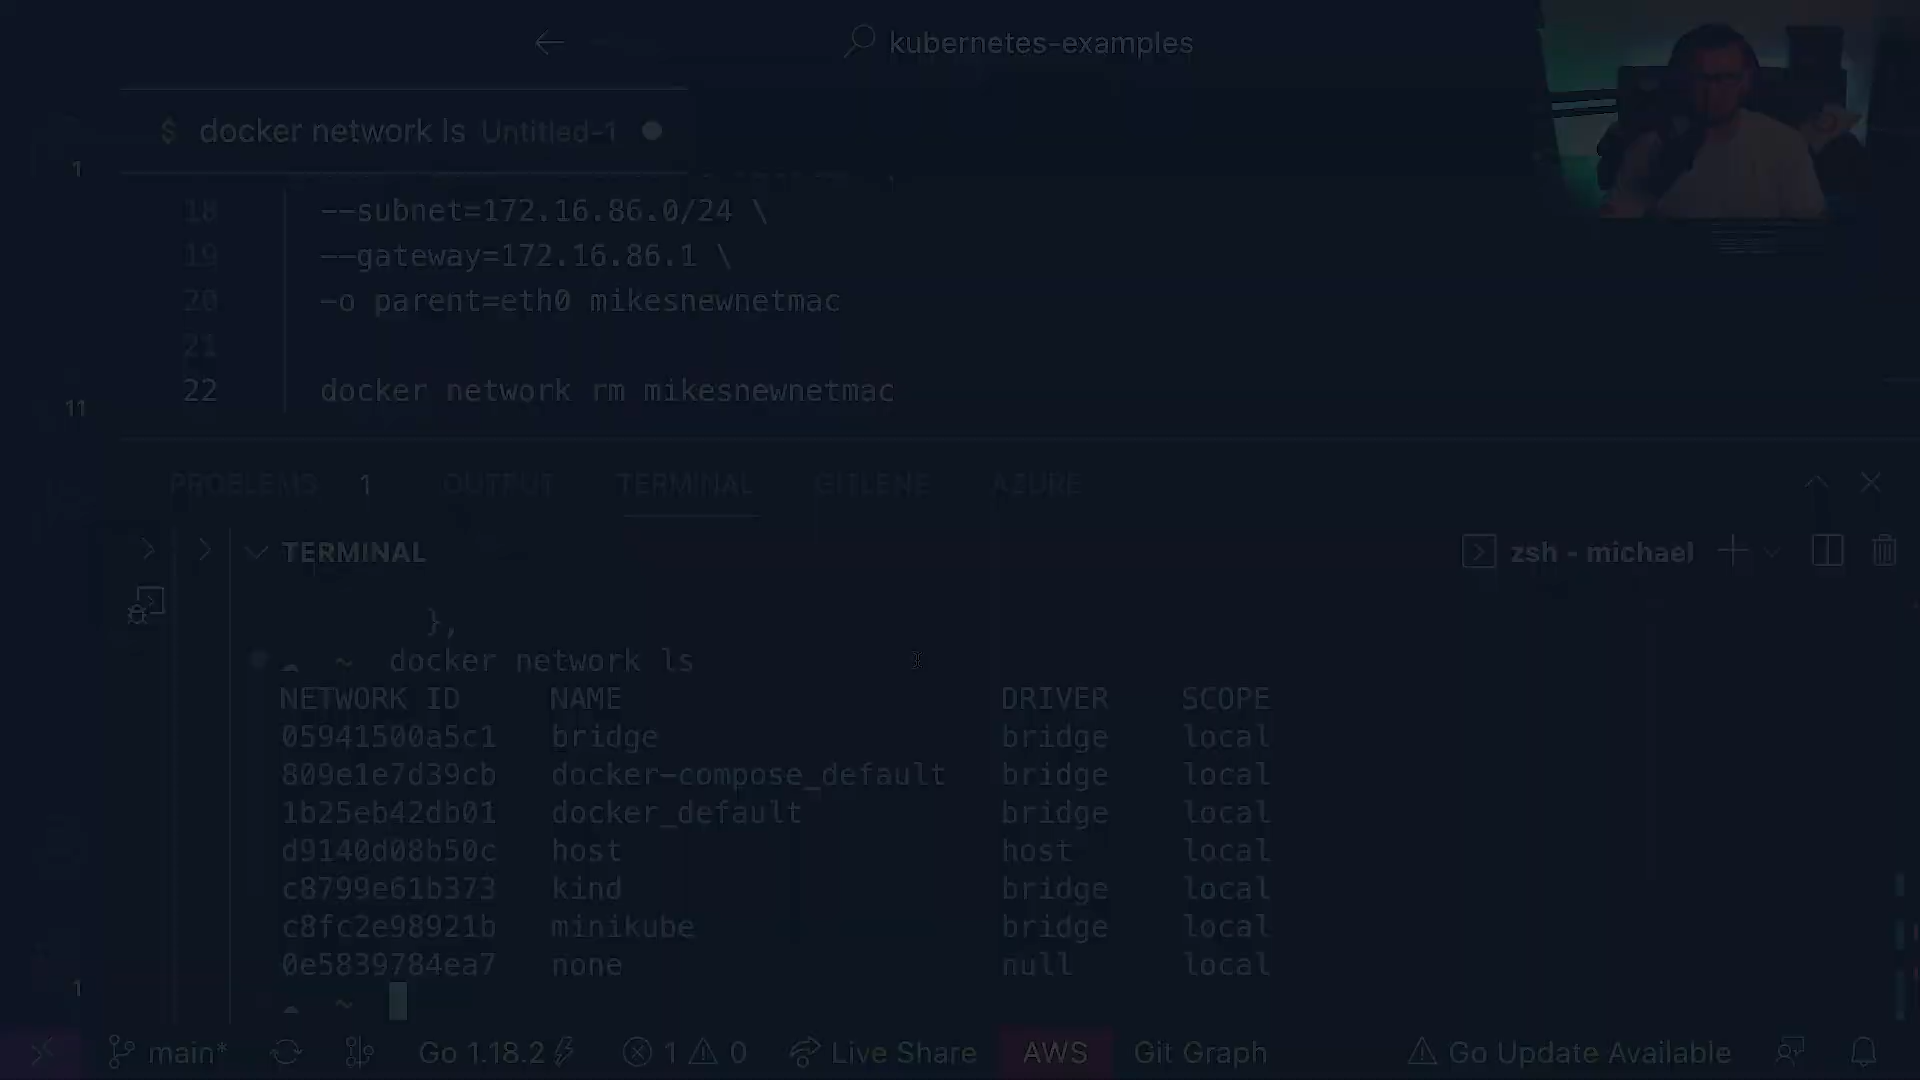 kubernetes-examples
$ docker network ls Untitled-1
1
18 --subnet=172.16.86.0/24 \
19 --gateway=172.16.86.1 \
20 -o parent=eth0 mikesnewnetmac
21
22 docker network rm mikesnewnetmac
11
PROBLEMS 1 OUTPUT TERMINAL GITLENS AZURE
TERMINAL
zsh - michael
},
~ docker network ls
NETWORK ID NAME DRIVER SCOPE
05941500a5c1 bridge bridge local
809e1e7d39cb docker-compose_default bridge local
1b25eb42db01 docker_default bridge local
d9140d08b50c host host local
c8799e61b373 kind bridge local
c8fc2e98921b minikube bridge local
0e5839784ea7 none null local
1
~
main* Go 1.18.2 1 0 Live Share AWS Git Graph Go Update Available